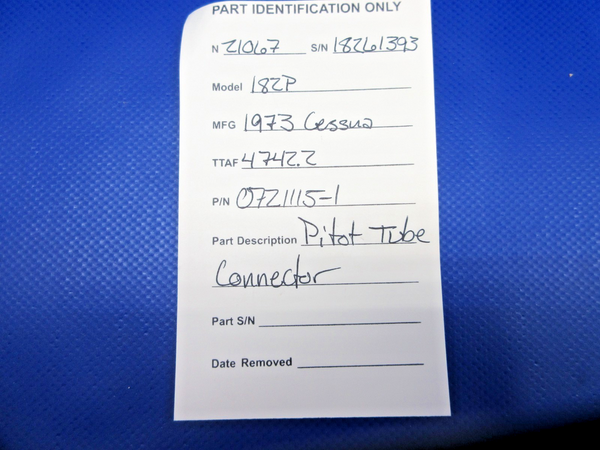 PART IDENTIFICATION ONLY
N 21067 S/N 18261393
Model 182P
MFG 1973 Cessna
TTAF 4742.2
P/N 0721115-1
Part Description Pitot Tube
Connector
Part S/N
Date Removed